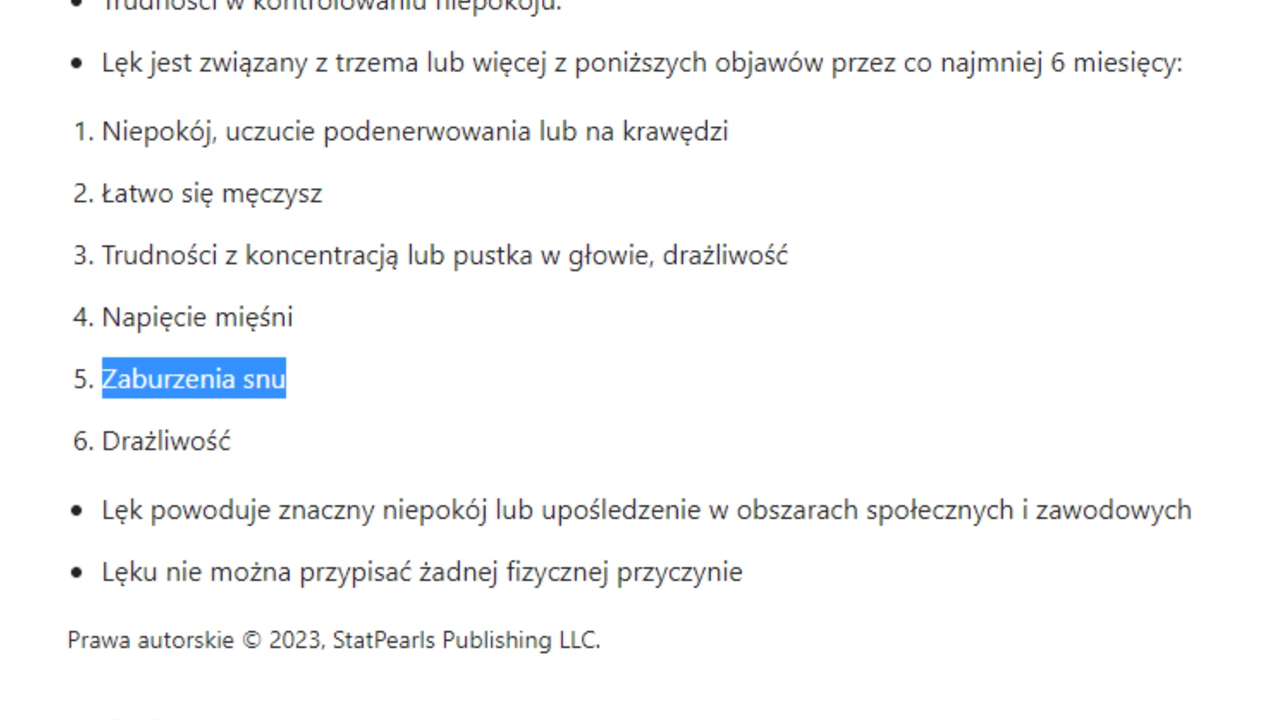 Trudności w kontrolowaniu niepokoju.
• Lęk jest związany z trzema lub więcej z poniższych objawów przez co najmniej 6 miesięcy:
1. Niepokój, uczucie podenerwowania lub na krawędzi
2. Łatwo się męczysz
3. Trudności z koncentracją lub pustka w głowie, drażliwość
4. Napięcie mięśni
5. Zaburzenia snu
6. Drażliwość
• Lęk powoduje znaczny niepokój lub upośledzenie w obszarach społecznych i zawodowych
• Lęku nie można przypisać żadnej fizycznej przyczynie
Prawa autorskie © 2023, StatPearls Publishing LLC.